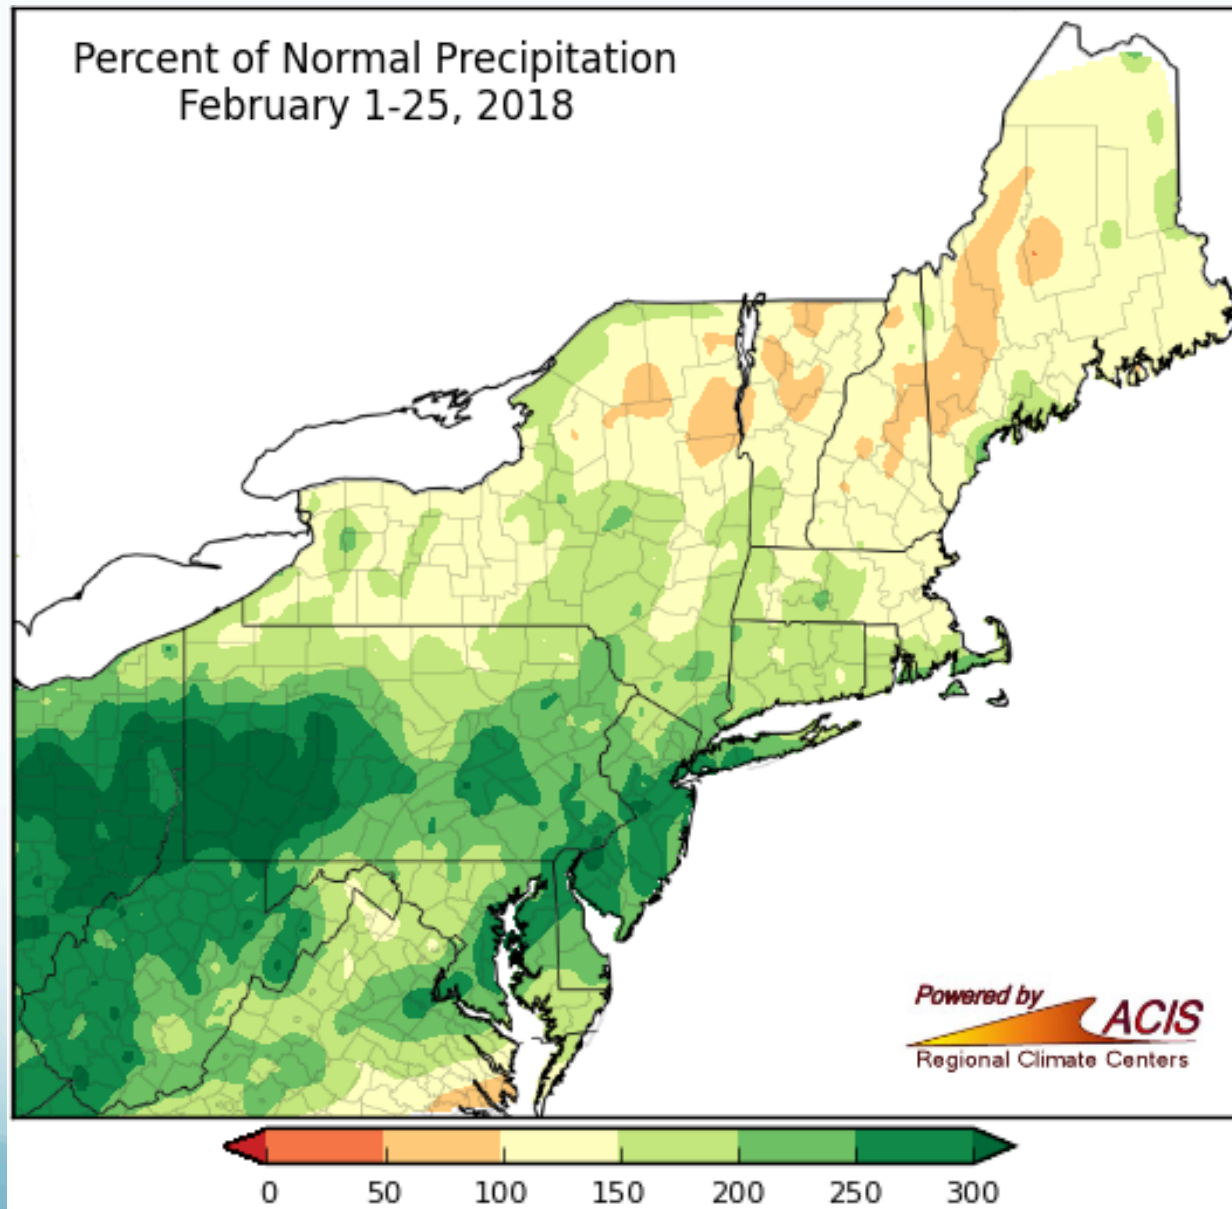 Percent of Normal Precipitation
February 1-25, 2018
Powered by
ACIS
Regional Climate Centers
0 50 100 150 200 250 300